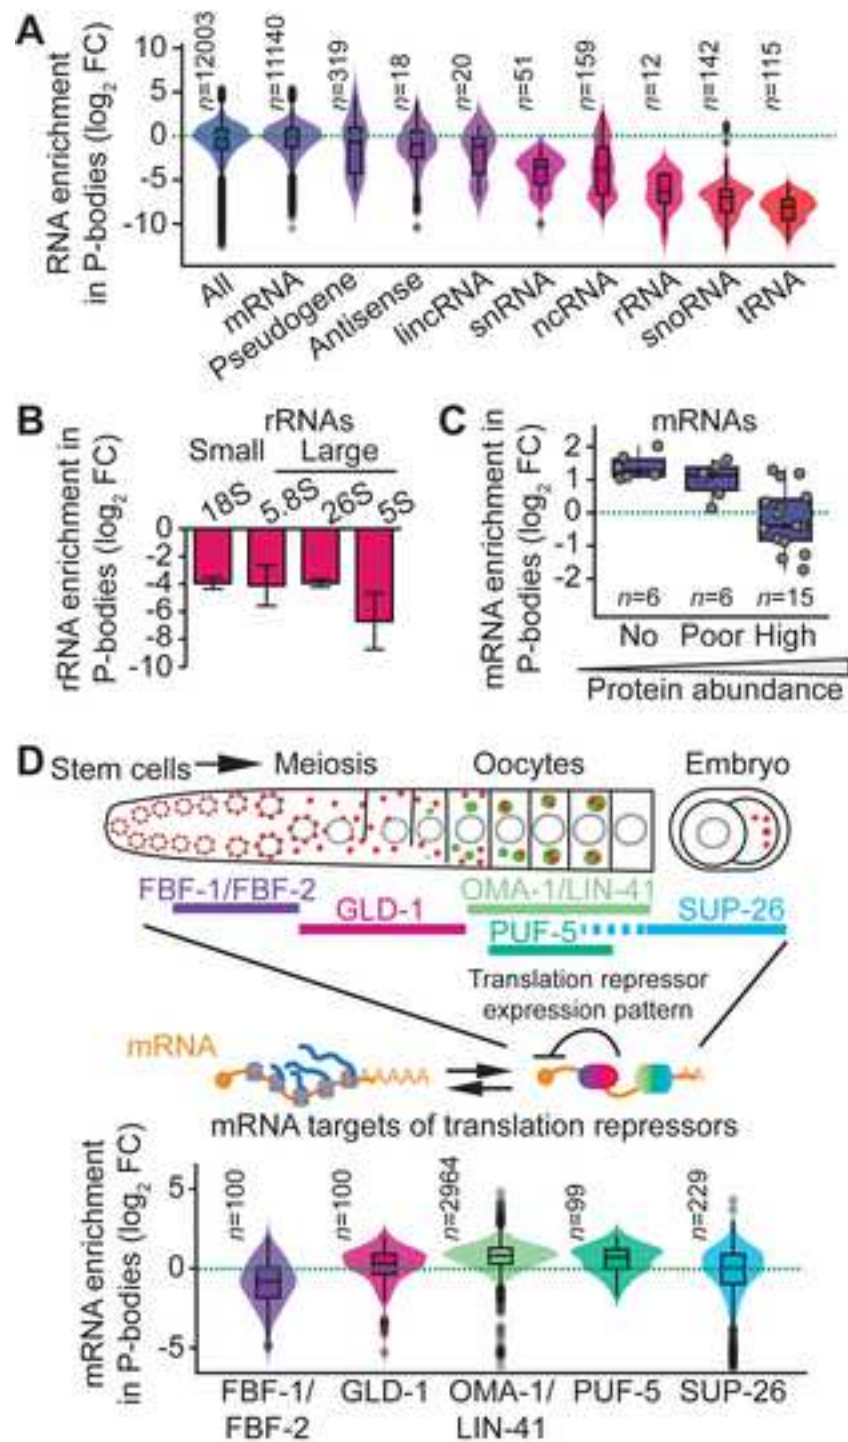 A
RNA enrichment
in P-bodies (log2 FC)
10
5
0
-5
-10
n=12003
n=11140
n=319
n=18
n=20
n=51
n=159
n=12
n=142
n=115
All
mRNA
Pseudogene
Antisense
lincRNA
snRNA
ncRNA
rRNA
snoRNA
tRNA
B
rRNAs
Small Large
18S 5.8S 26S 5S
rRNA enrichment in
P-bodies (log2 FC)
0
-2
-4
-6
-8
-10
C
mRNAs
mRNA enrichment in
P-bodies (log2 FC)
2
1
0
-1
-2
n=6 n=6 n=15
No Poor High
Protein abundance
D
Stem cells Meiosis Oocytes Embryo
FBF-1/FBF-2
OMA-1/LIN-41
GLD-1
SUP-26
PUF-5
Translation repressor
expression pattern
mRNA
AAAAA
AA
mRNA targets of translation repressors
mRNA enrichment
in P-bodies (log2 FC)
5
0
-5
n=100
n=100
n=2964
n=99
n=229
FBF-1/
FBF-2
GLD-1
OMA-1/
LIN-41
PUF-5
SUP-26